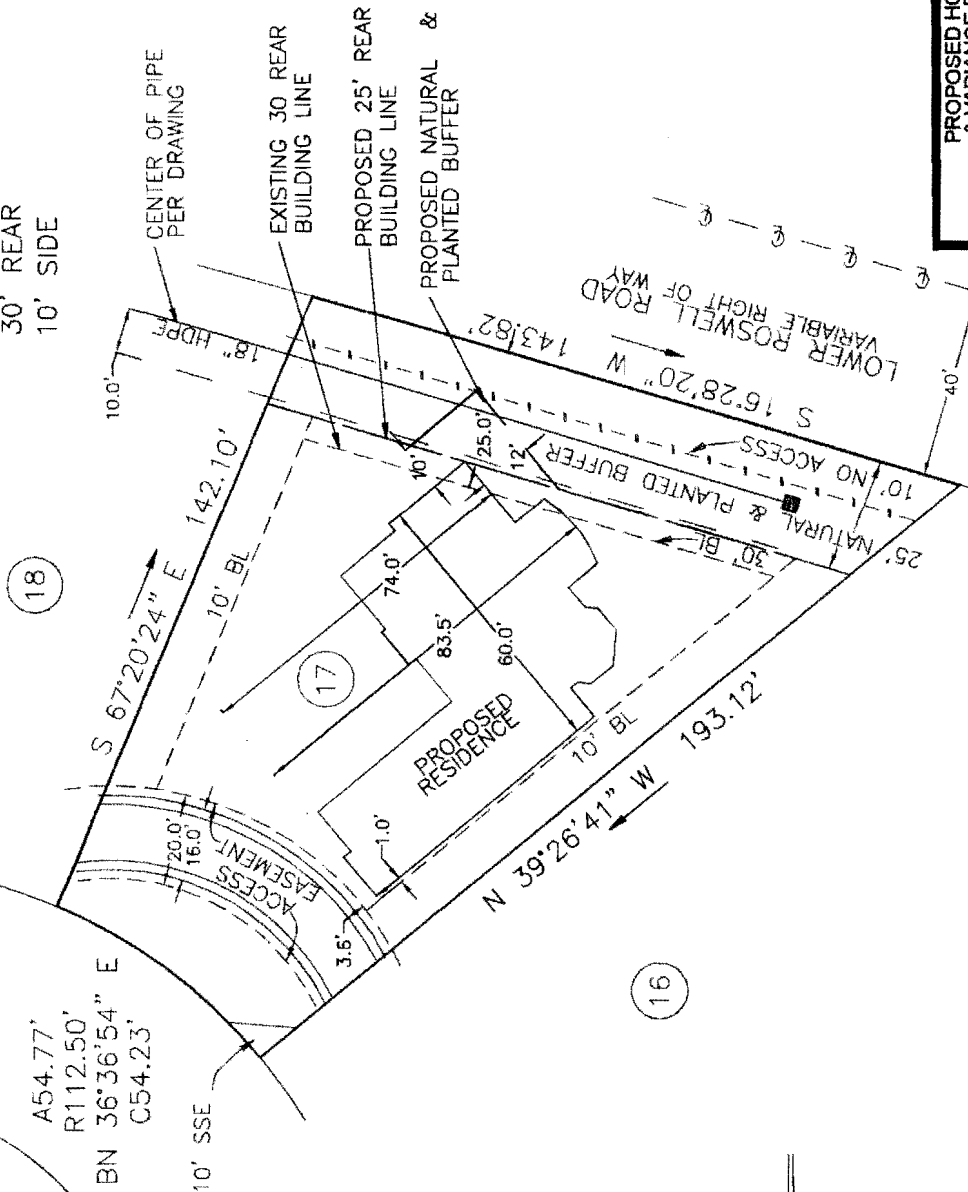 30' REAR
10' SIDE
CENTER OF PIPE
PER DRAWING
EXISTING 30 REAR
BUILDING LINE
PROPOSED 25' REAR
BUILDING LINE
PROPOSED NATURAL &
PLANTED BUFFER
PROPOSED HO
18
S 67°20'24" E 142.10'
10' BL
10.0'
18" HDPE
A54.77'
R112.50'
BN 36°36'54" E
C54.23'
10' SSE
20.0'
16.0'
ACCESS
EASEMENT
3.6'
1.0'
17
74.0'
83.5'
60.0'
10'
25.0'
12'
PROPOSED
RESIDENCE
10' BL
30' BL
25' NATURAL & PLANTED BUFFER
10' NO ACCESS
S 16°28'20" W 143.82'
LOWER ROSWELL ROAD
VARIABLE RIGHT OF WAY
40'
N 39°26'41" W 193.12'
16